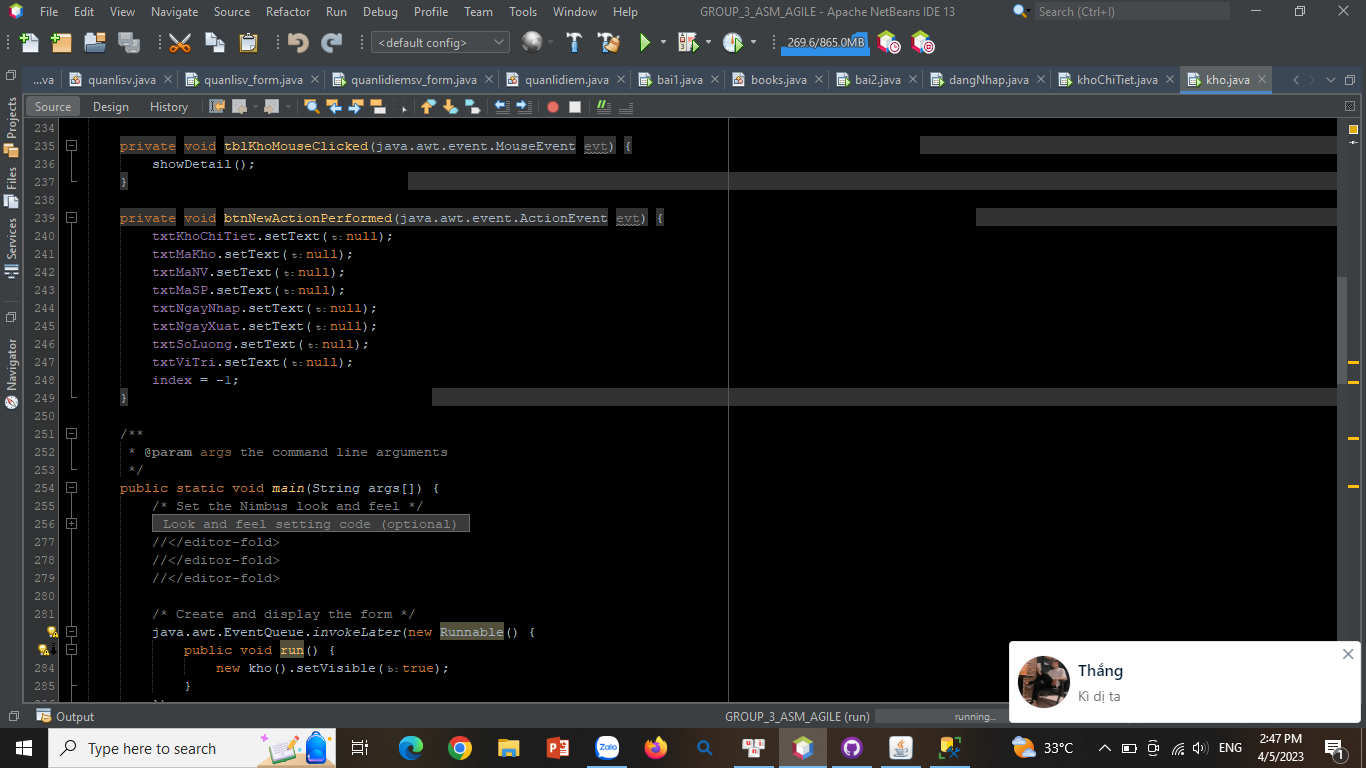 File Edit View Navigate Source Refactor Run Debug Profile Team Tools Window Help
GROUP_3_ASM_AGILE - Apache NetBeans IDE 13
Search (Ctrl+I)
<default config>
269.6/865.0MB
...va
quanlisv.java
quanlisv_form.java
quanlidiemsv_form.java
quanlidiem.java
bai1.java
books.java
bai2.java
dangNhap.java
khoChiTiet.java
kho.java
Source Design History
Projects
Files
Services
Navigator
234
235 private void tblKhoMouseClicked(java.awt.event.MouseEvent evt) {
236 showDetail();
237 }
238
239 private void btnNewActionPerformed(java.awt.event.ActionEvent evt) {
240 txtKhoChiTiet.setText(t:null);
241 txtMaKho.setText(t:null);
242 txtMaNV.setText(t:null);
243 txtMaSP.setText(t:null);
244 txtNgayNhap.setText(t:null);
245 txtNgayXuat.setText(t:null);
246 txtSoLuong.setText(t:null);
247 txtViTri.setText(t:null);
248 index = -1;
249 }
250
251 /**
252 * @param args the command line arguments
253 */
254 public static void main(String args[]) {
255 /* Set the Nimbus look and feel */
256 Look and feel setting code (optional)
277 //</editor-fold>
278 //</editor-fold>
279 //</editor-fold>
280
281 /* Create and display the form */
java.awt.EventQueue.invokeLater(new Runnable() {
public void run() {
284 new kho().setVisible(b:true);
285 }
Thắng
Kì dị ta
Output
GROUP_3_ASM_AGILE (run)
running...
Type here to search
Zalo
33°C
ENG
2:47 PM
4/5/2023
1